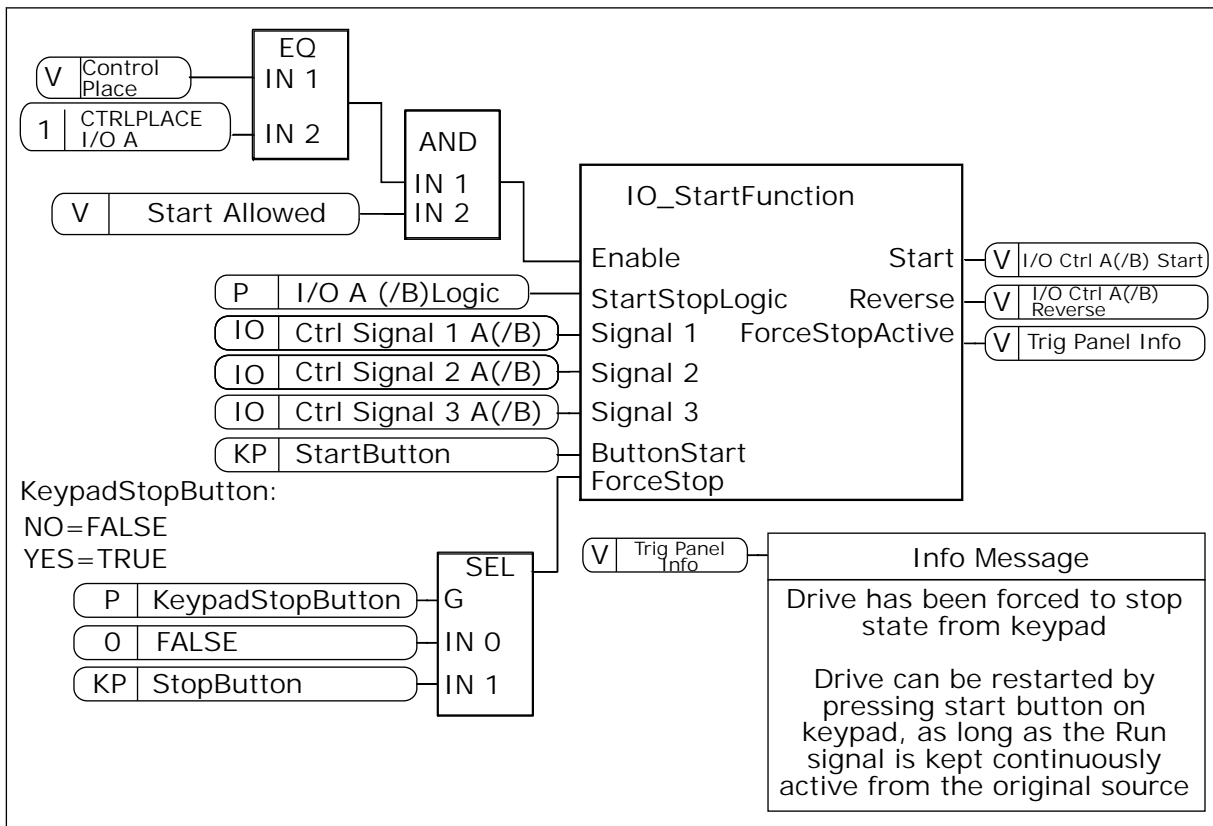 EQ
V Control
Place
IN 1
1 CTRLPLACE
I/O A
IN 2
AND
IN 1
V Start Allowed
IN 2
IO_StartFunction
Enable
Start
V I/O Ctrl A(/B) Start
P I/O A (/B)Logic
StartStopLogic
Reverse
V I/O Ctrl A(/B)
Reverse
IO Ctrl Signal 1 A(/B)
Signal 1
ForceStopActive
V Trig Panel Info
IO Ctrl Signal 2 A(/B)
Signal 2
IO Ctrl Signal 3 A(/B)
Signal 3
KP StartButton
ButtonStart
ForceStop
KeypadStopButton:
NO=FALSE
YES=TRUE
SEL
P KeypadStopButton
G
0 FALSE
IN 0
KP StopButton
IN 1
V Trig Panel
Info
Info Message
Drive has been forced to stop
state from keypad
Drive can be restarted by
pressing start button on
keypad, as long as the Run
signal is kept continuously
active from the original source